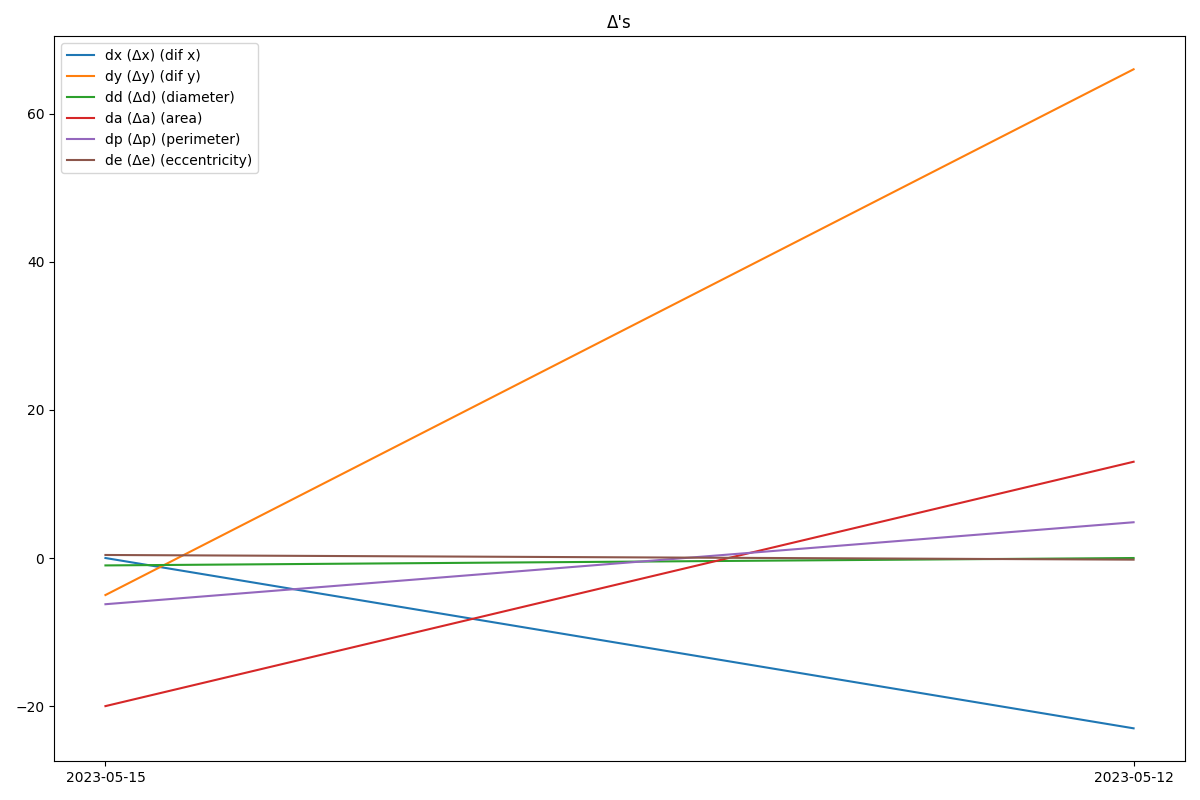 Δ's
dx (Δx) (dif x)
dy (Δy) (dif y)
dd (Δd) (diameter)
da (Δa) (area)
dp (Δp) (perimeter)
de (Δe) (eccentricity)
60
40
20
0
−20
2023-05-15
2023-05-12